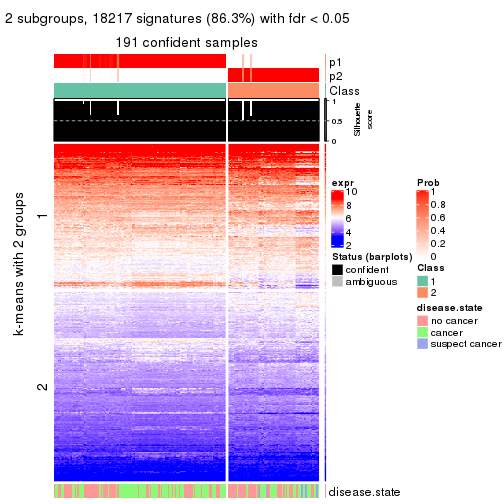 2 subgroups, 18217 signatures (86.3%) with fdr < 0.05
191 confident samples
p1
p2
Class
1
0.5
0
Silhouette
score
k-means with 2 groups
1
2
expr
10
8
6
4
2
Status (barplots)
confident
ambiguous
Prob
1
0.8
0.6
0.4
0.2
0
Class
1
2
disease.state
no cancer
cancer
suspect cancer
disease.state